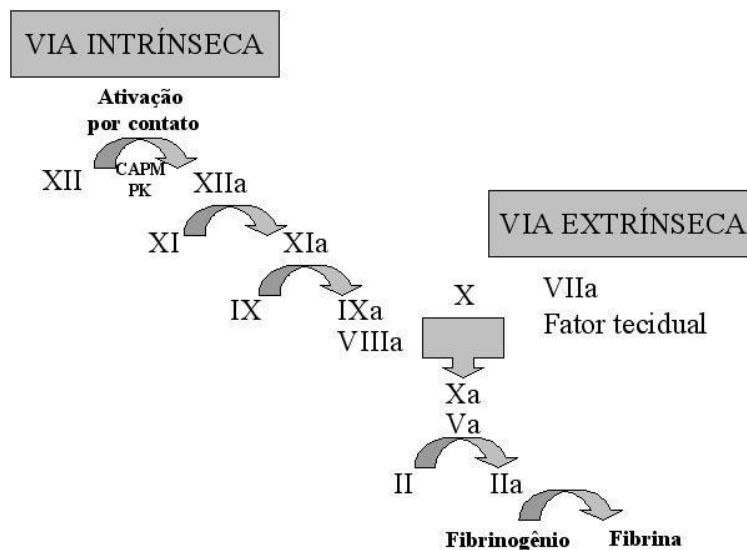 VIA INTRÍNSECA
Ativação
por contato
XII
CAPM
PK
XIIa
XI
XIa
IX
IXa
VIIIa
VIA EXTRÍNSECA
VIIa
Fator tecidual
X
Xa
Va
II
IIa
Fibrinogênio
Fibrina